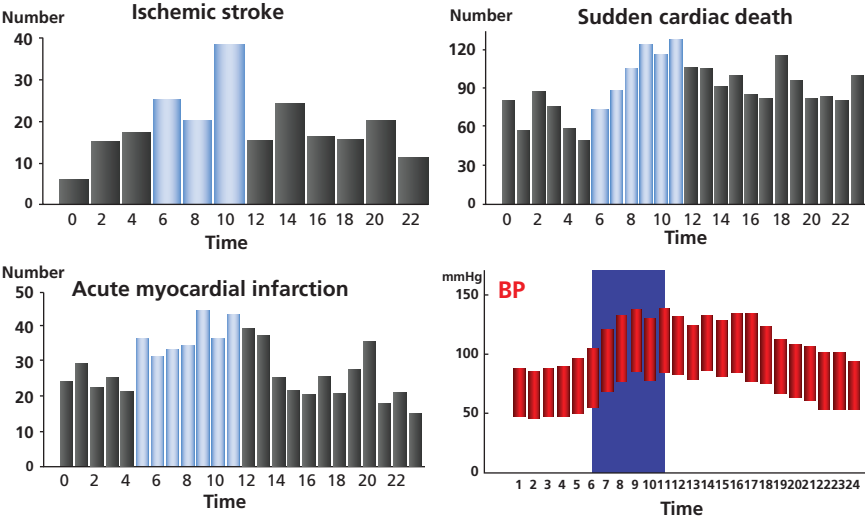 Ischemic stroke
Number
40
30
20
10
0
0 2 4 6 8 10 12 14 16 18 20 22
Time
Sudden cardiac death
Number
120
90
60
30
0
0 2 4 6 8 10 12 14 16 18 20 22
Time
Acute myocardial infarction
Number
50
40
30
20
10
0
0 2 4 6 8 10 12 14 16 18 20 22
Time
BP
mmHg
150
100
50
0
1 2 3 4 5 6 7 8 9 10 11 12 13 14 15 16 17 18 19 20 21 22 23 24
Time